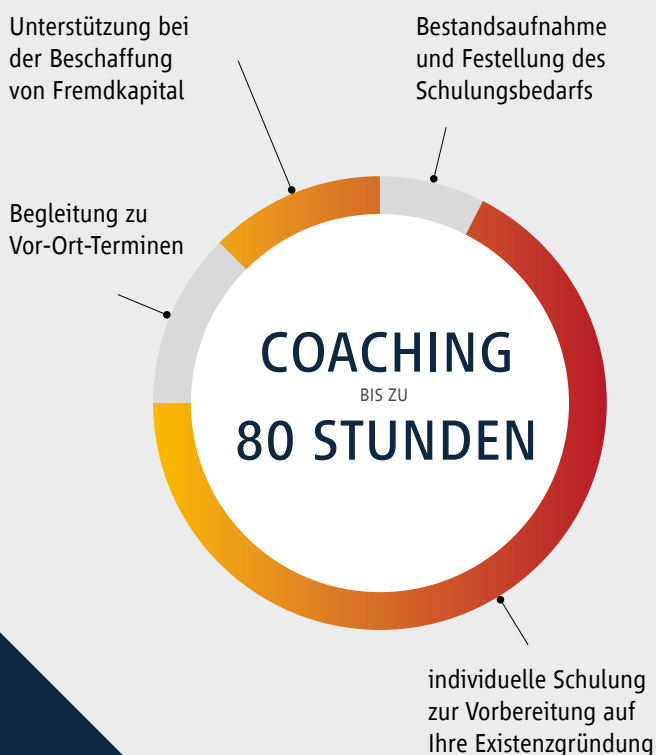 Unterstützung bei
der Beschaffung
von Fremdkapital
Bestandsaufnahme
und Festellung des
Schulungsbedarfs
Begleitung zu
Vor-Ort-Terminen
COACHING
BIS ZU
80 STUNDEN
individuelle Schulung
zur Vorbereitung auf
Ihre Existenzgründung